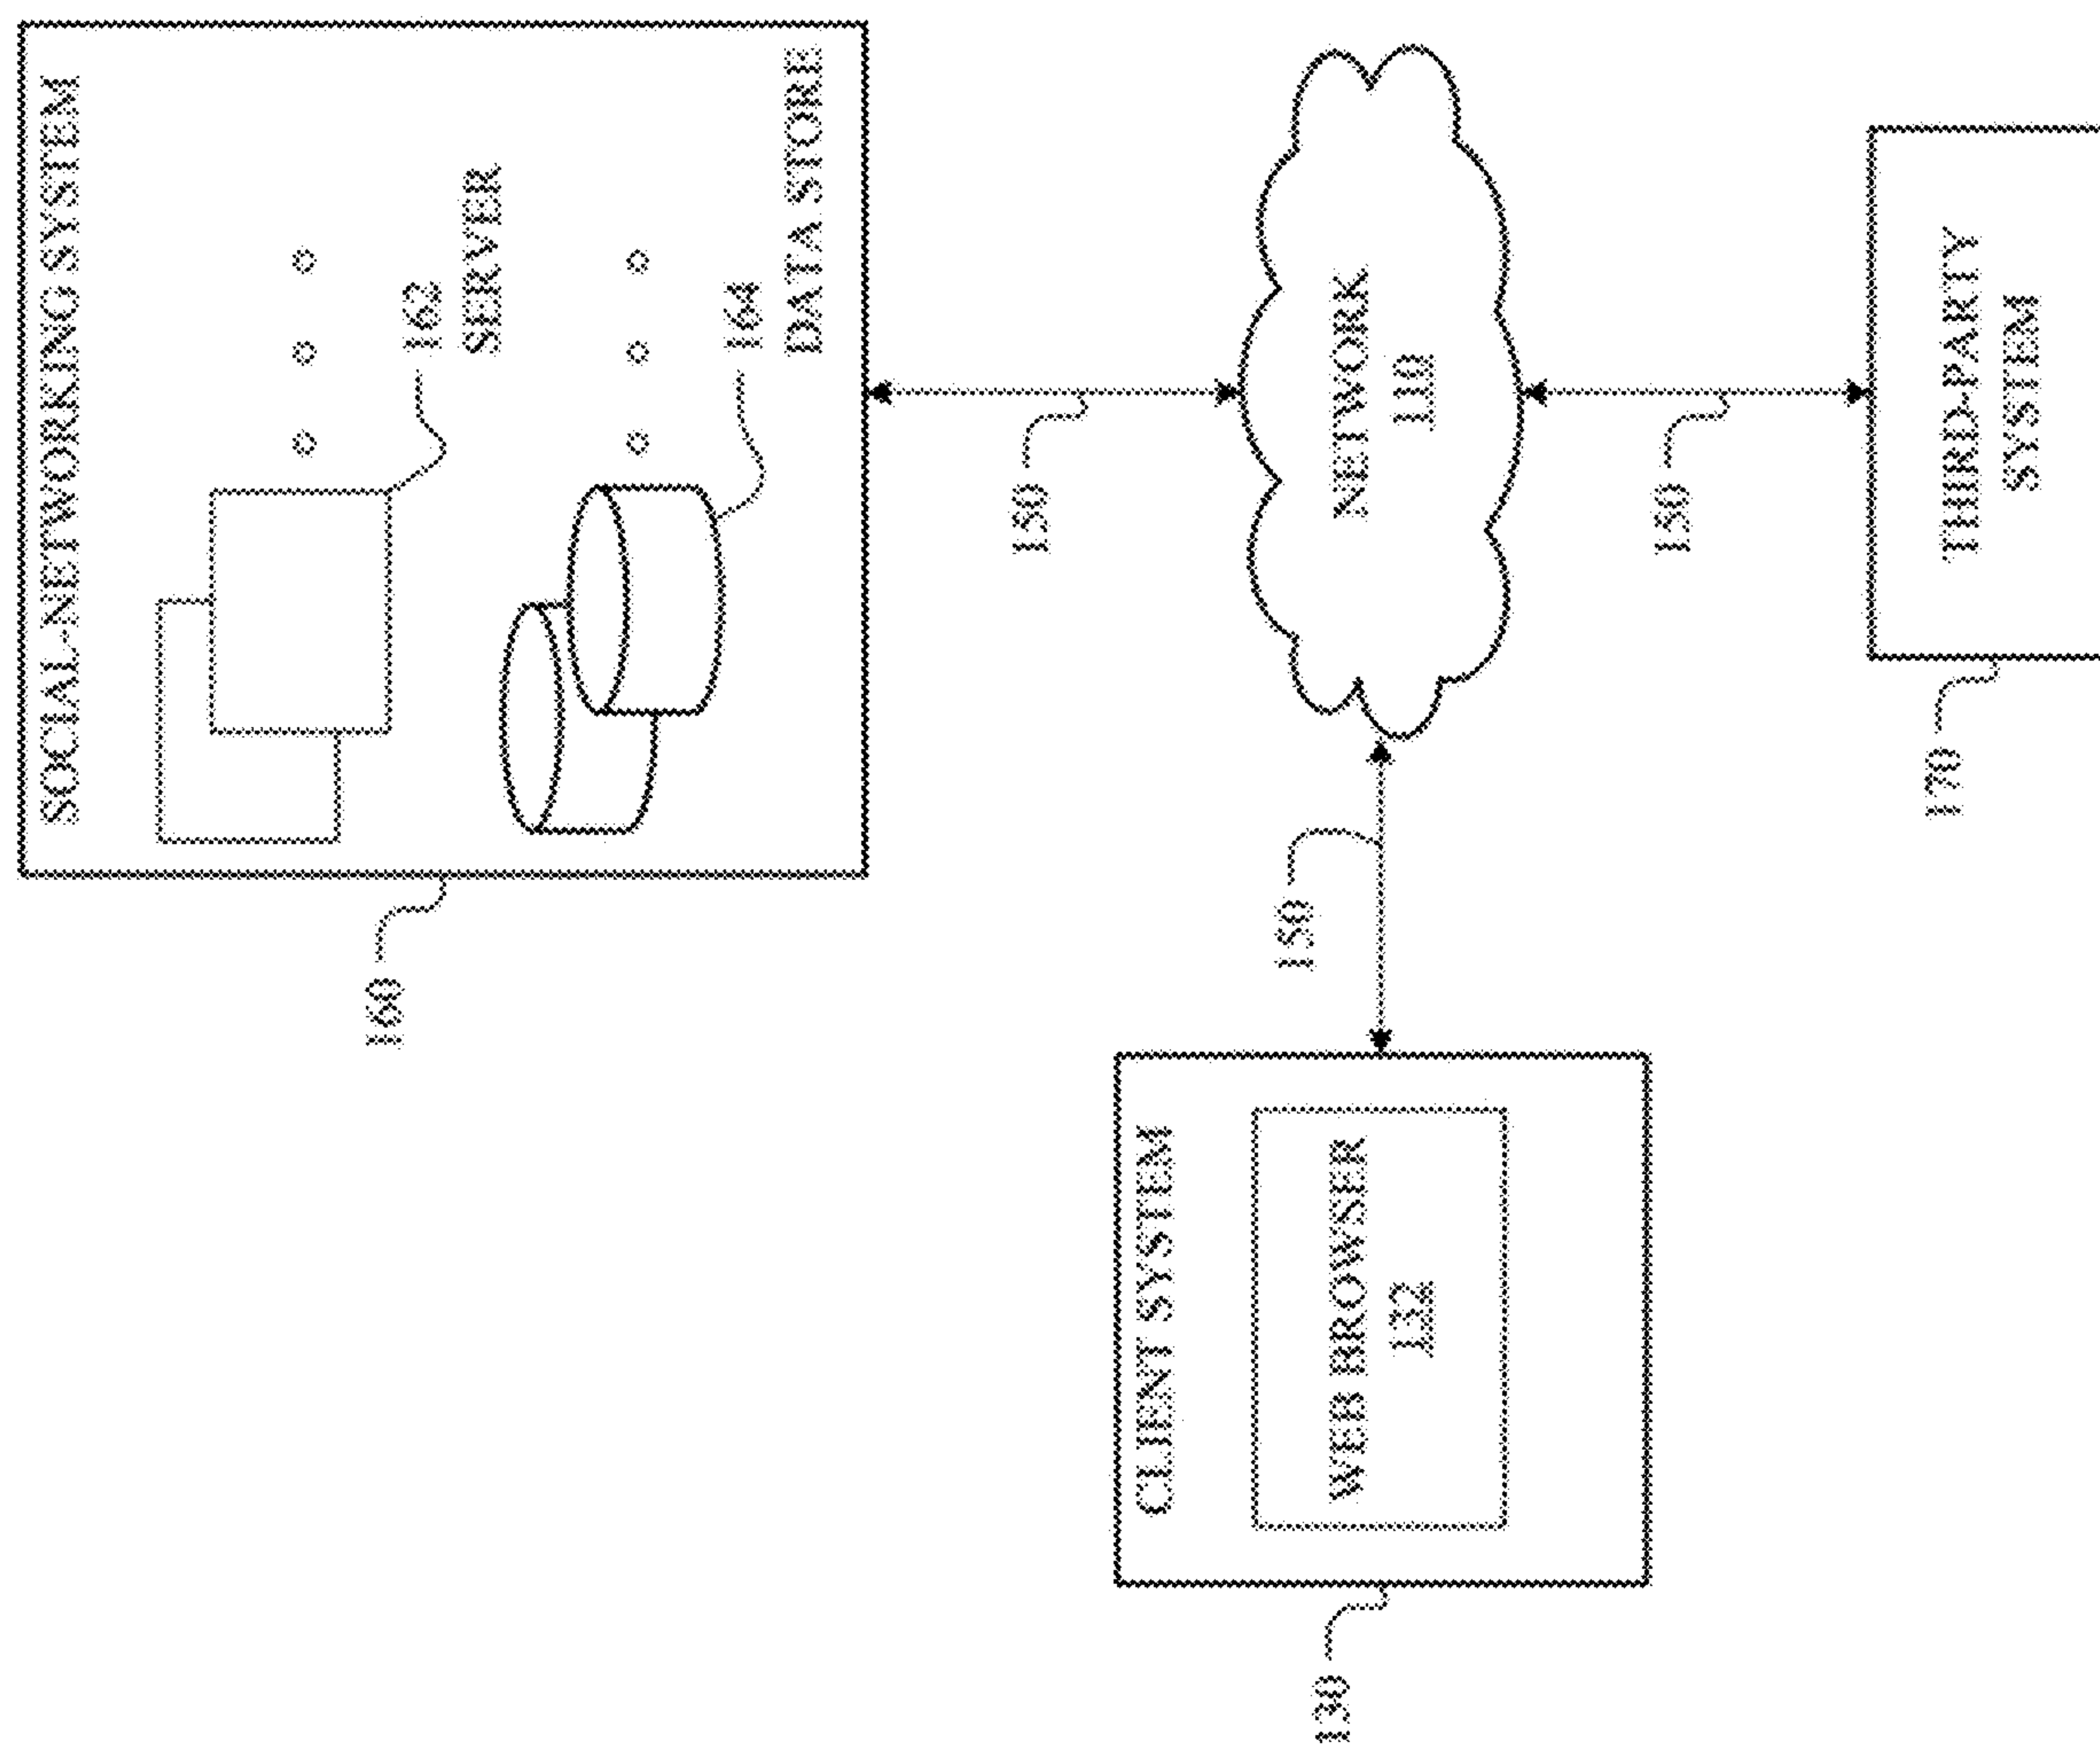 SOCIAL-NETWORKING SYSTEM
162
SERVER
164
DATA STORE
160
150
CLIENT SYSTEM
WEB BROWSER
132
130
150
NETWORK
110
150
THIRD-PARTY
SYSTEM
170